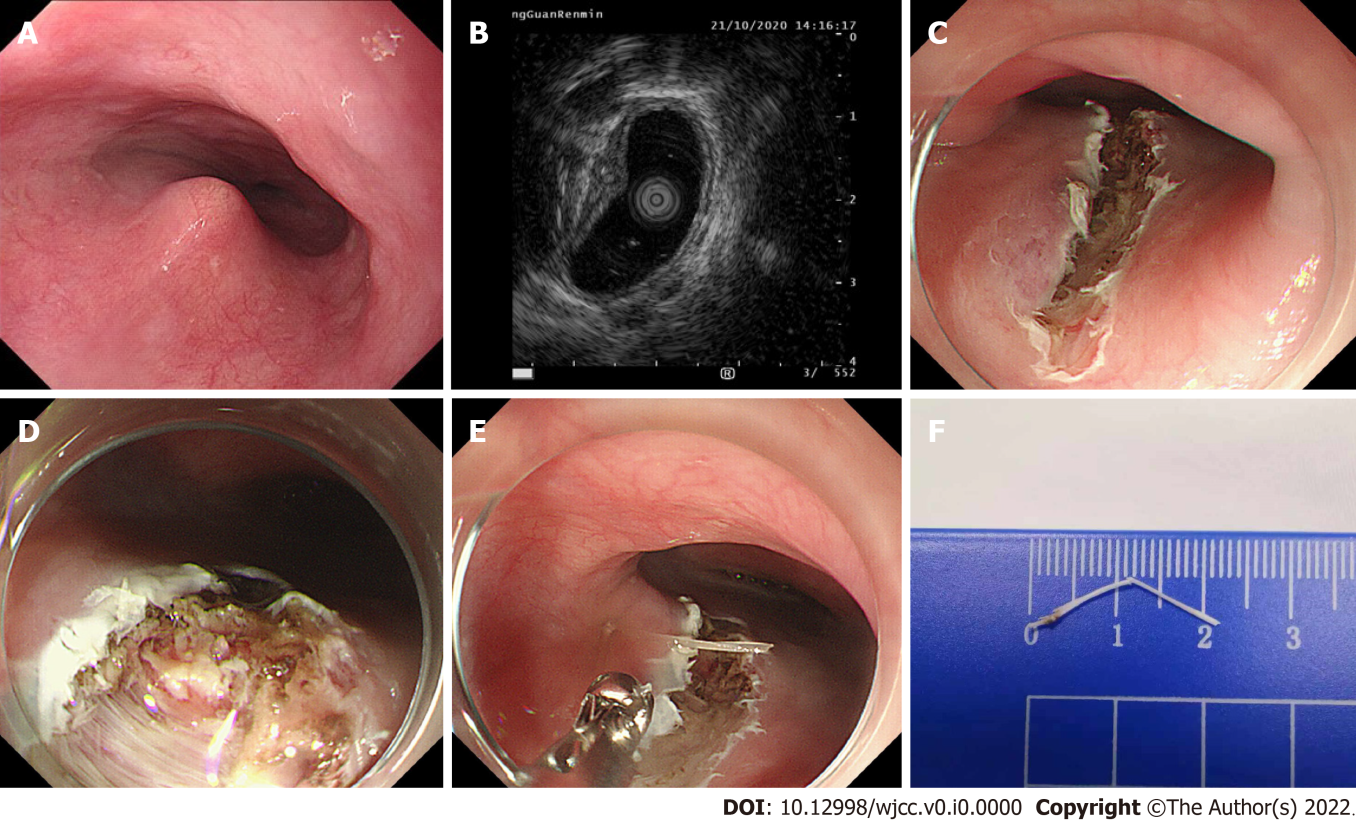 A
B
ngGuanRenmin
21/10/2020 14:16:17
0
1
2
3
4
R
3/ 552
C
D
E
F
0 1 2 3
DOI: 10.12998/wjcc.v0.i0.0000 Copyright ©The Author(s) 2022.